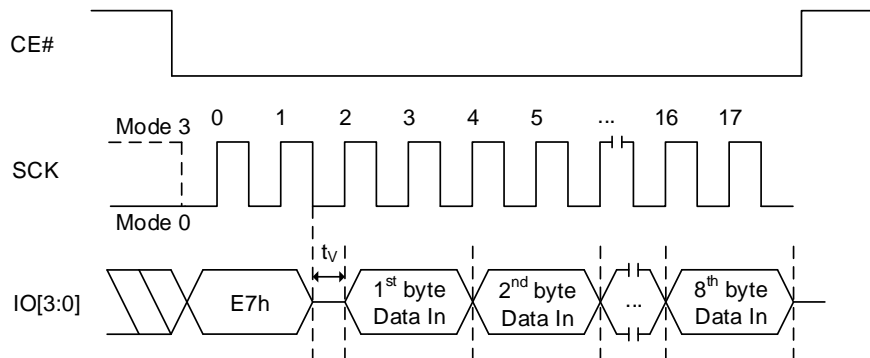 CE#
0 1 2 3 4 5 ... 16 17
Mode 3
SCK
Mode 0
tV
IO[3:0]
E7h
1st byte
Data In
2nd byte
Data In
...
8th byte
Data In